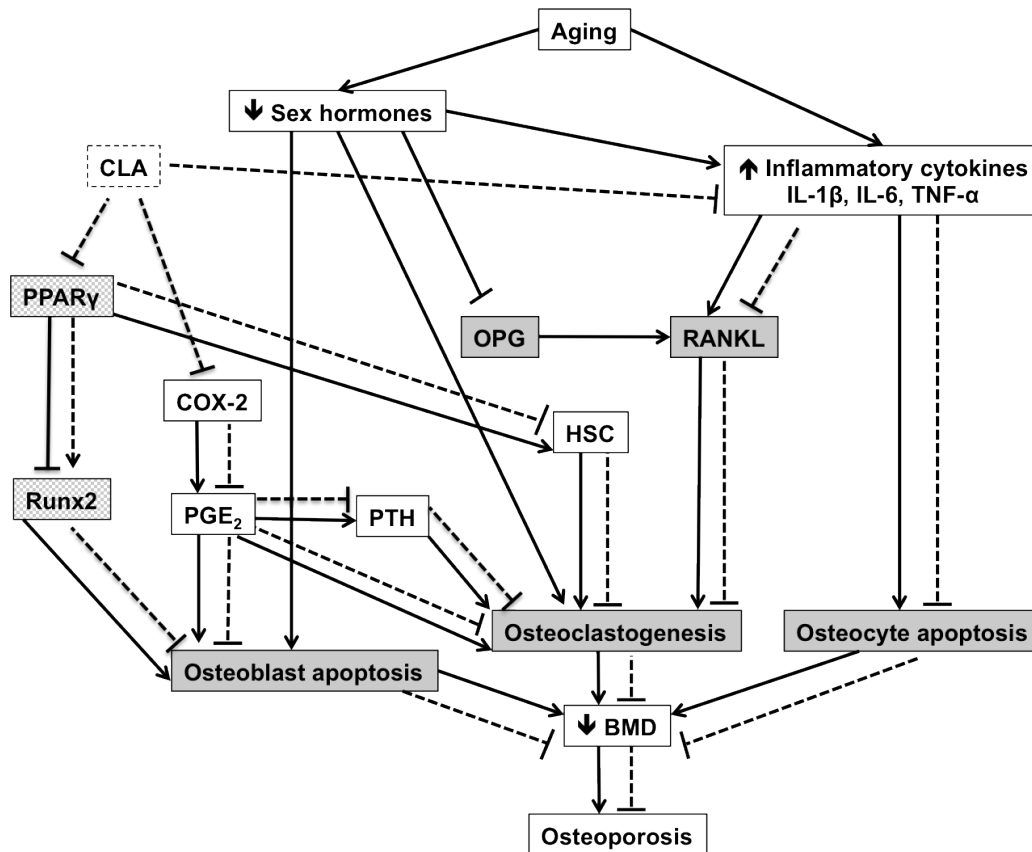 Aging
🡫 Sex hormones
CLA
🡩 Inflammatory cytokines
IL-1β, IL-6, TNF-α
PPARγ
OPG
RANKL
COX-2
HSC
Runx2
PGE₂
PTH
Osteoclastogenesis
Osteocyte apoptosis
Osteoblast apoptosis
🡫 BMD
Osteoporosis